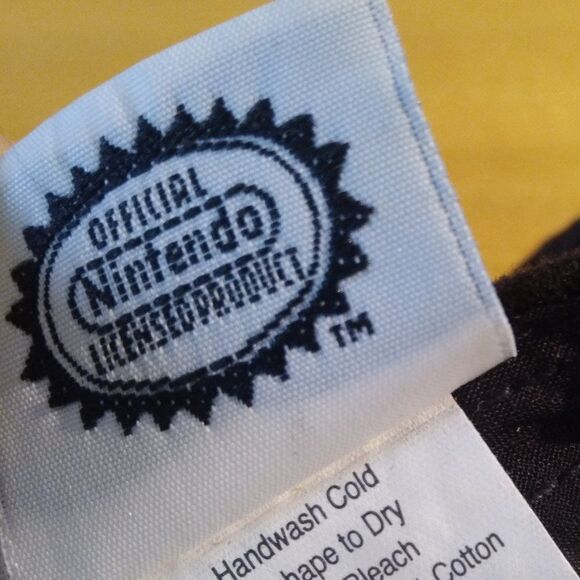 OFFICIAL
Nintendo
LICENSED PRODUCT
TM
Handwash Cold
hape to Dry
Bleach
Cotton